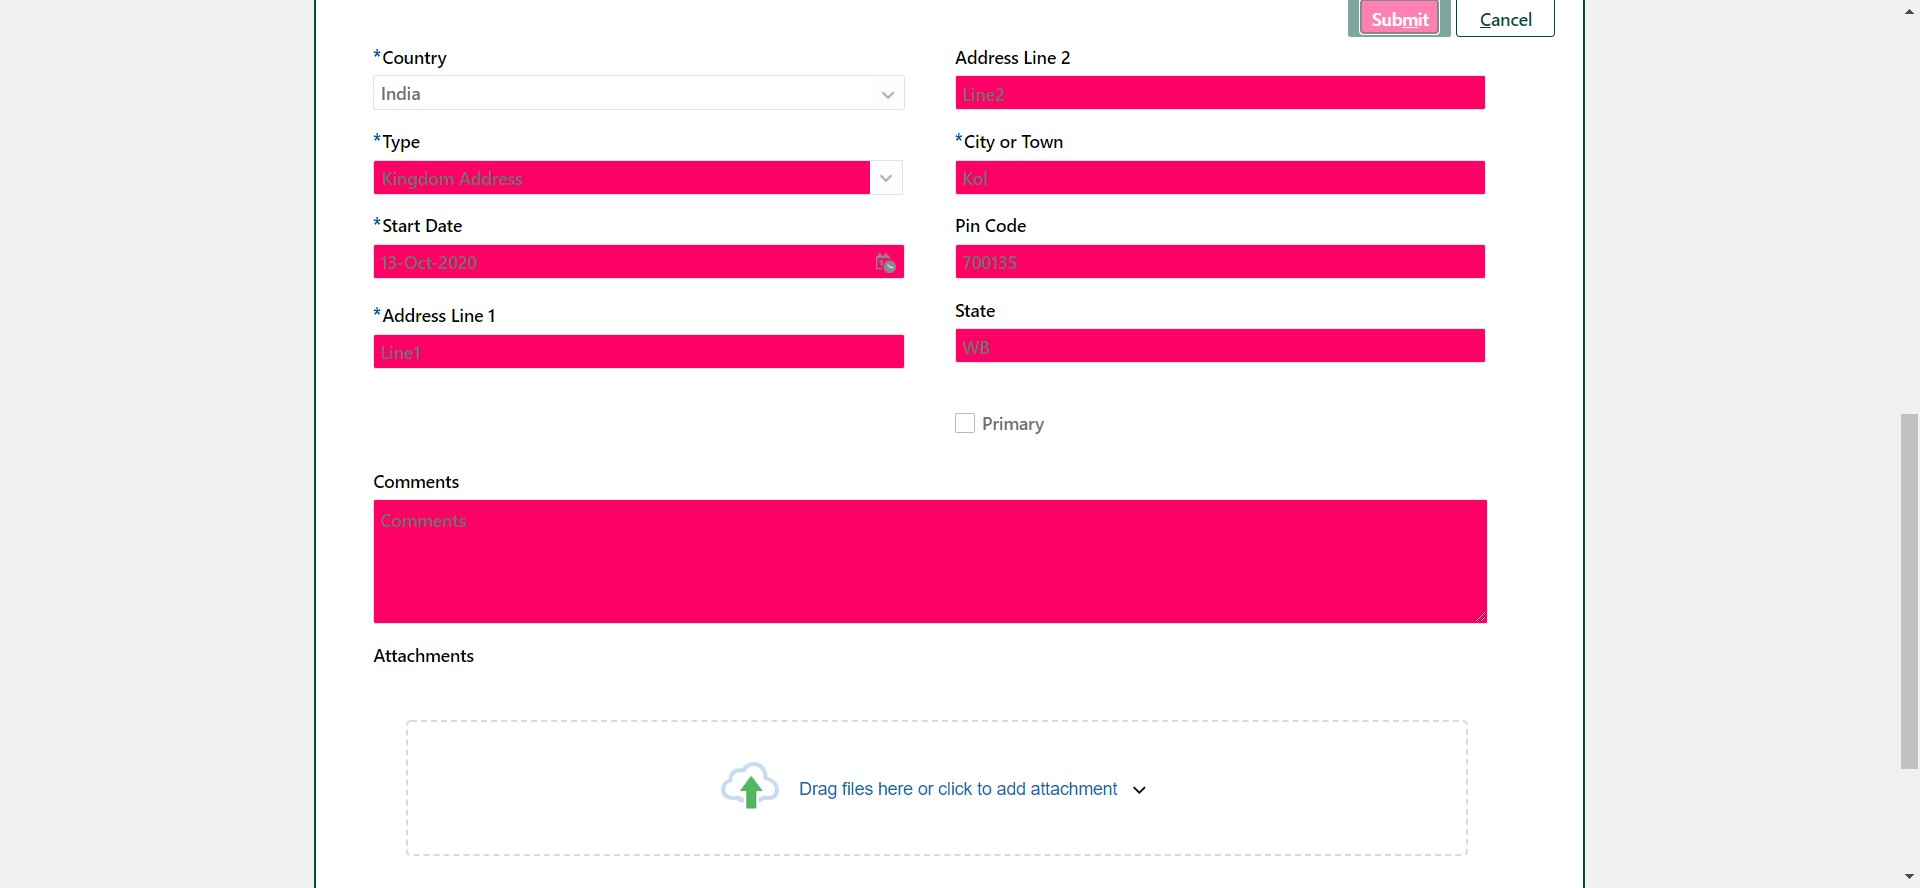 Submit
Cancel
*Country
India
*Type
Kingdom Address
*Start Date
13-Oct-2020
*Address Line 1
Line1
Address Line 2
Line2
*City or Town
Kol
Pin Code
700135
State
WB
Primary
Comments
Comments
Attachments
Drag files here or click to add attachment